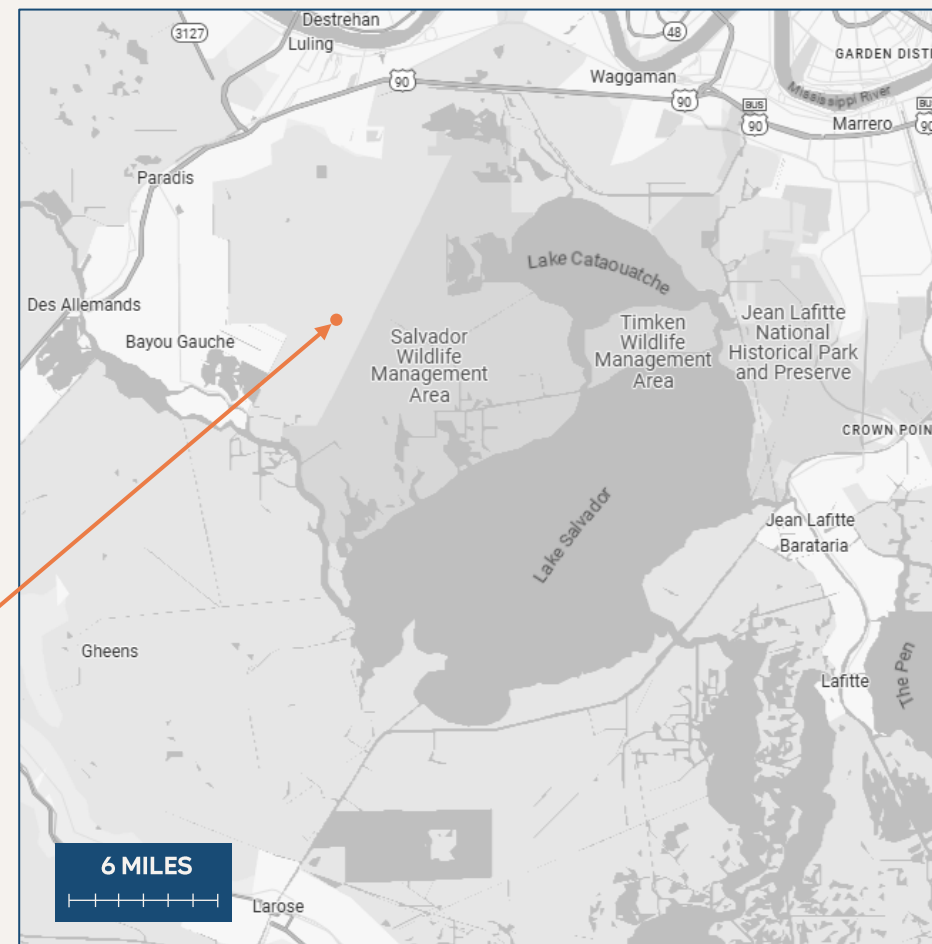 Destrehan
3127
Luling
48
GARDEN DISTR
90
Waggaman
90
Mississippi River
BUS
90
BU
90
Marrero
Paradis
Lake Cataouatche
Des Allemands
Bayou Gauche
Salvador
Wildlife
Management
Area
Timken
Wildlife
Management
Area
Jean Lafitte
National
Historical Park
and Preserve
CROWN POIN
Lake Salvador
Jean Lafitte
Barataria
Gheens
Lafitte
The Pen
6 MILES
Larose